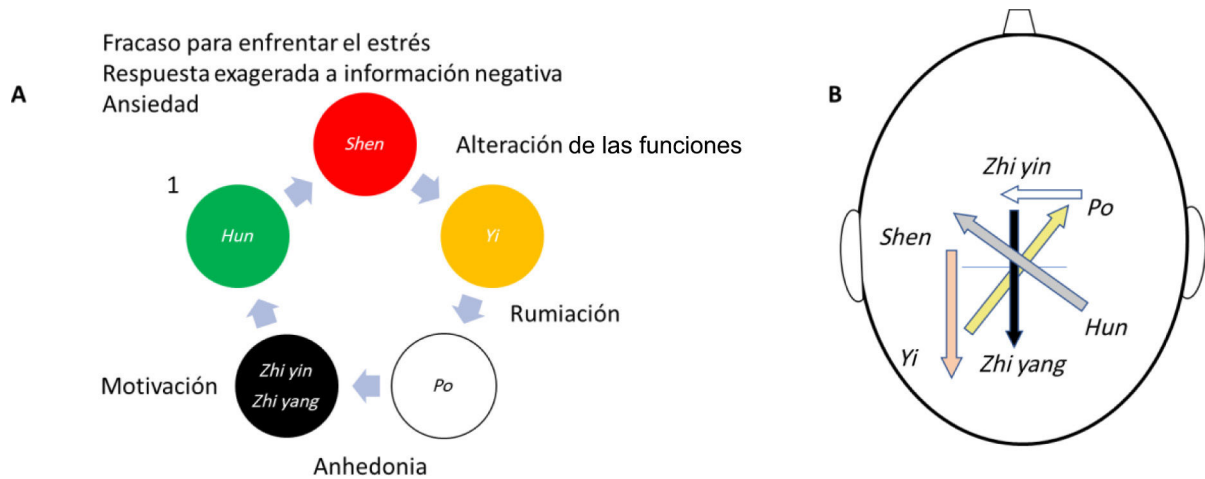 Fracaso para enfrentar el estrés
Respuesta exagerada a información negativa
Ansiedad
A
Shen
Alteración de las funciones
1
Hun
Yi
Rumiación
Motivación
Zhi yin
Zhi yang
Po
Anhedonia
B
Zhi yin
Po
Shen
Hun
Yi
Zhi yang